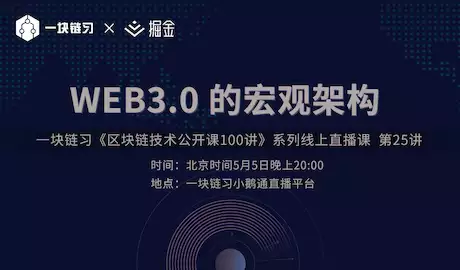 一块链习 × 掘金
WEB3.0 的宏观架构
一块链习《区块链技术公开课100讲》系列线上直播课 第25讲
时间：北京时间5月5日晚上20:00
地点：一块链习小鹅通直播平台